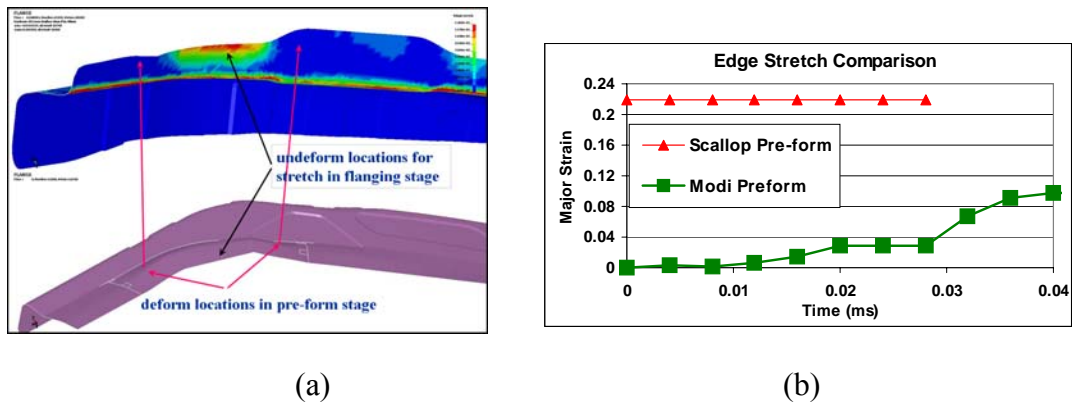 FLANGE
undeform locations for
stretch in flanging stage
deform locations in pre-form stage
(a)
Edge Stretch Comparison
Major Strain
0.24
0.2
0.16
0.12
0.08
0.04
0
Scallop Pre-form
Modi Preform
0 0.01 0.02 0.03 0.04
Time (ms)
(b)